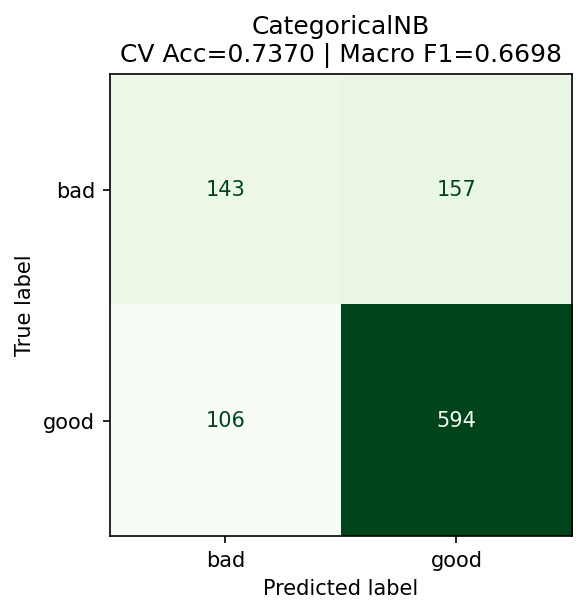 CategoricalNB
CV Acc=0.7370 | Macro F1=0.6698
bad
143
157
good
106
594
True label
bad
good
Predicted label